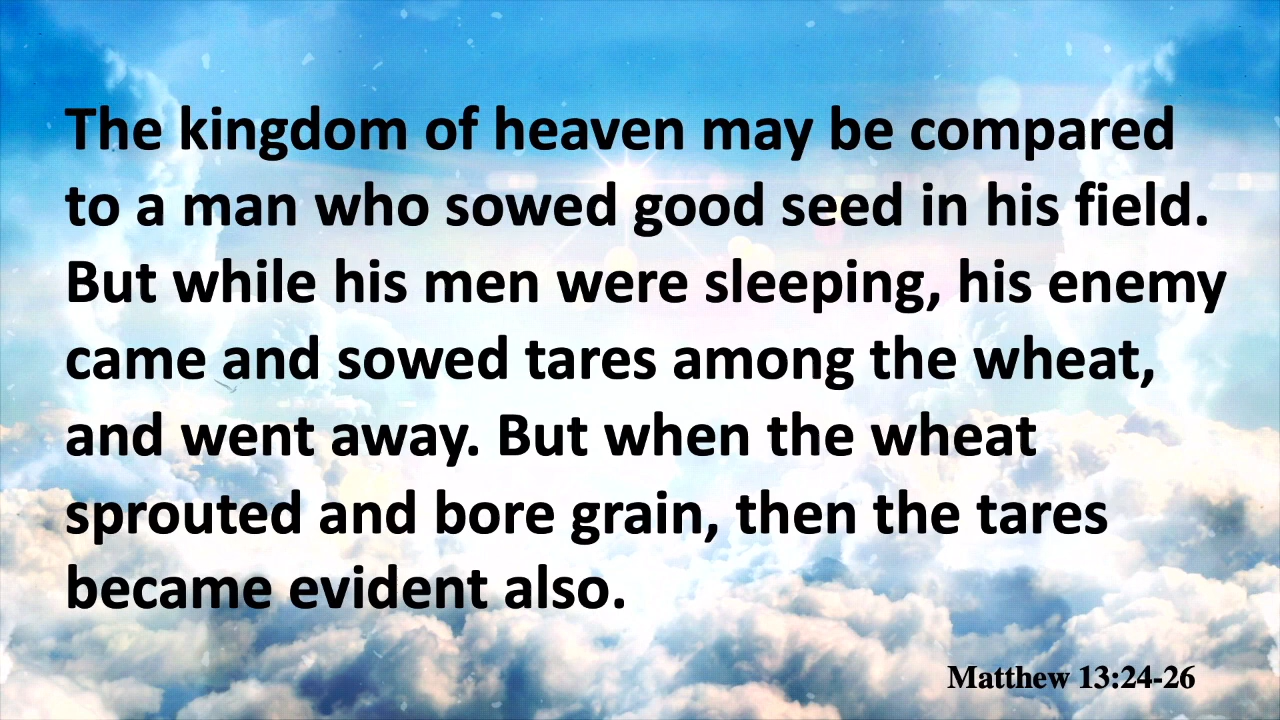 The kingdom of heaven may be compared
to a man who sowed good seed in his field.
But while his men were sleeping, his enemy
came and sowed tares among the wheat,
and went away. But when the wheat
sprouted and bore grain, then the tares
became evident also.
Matthew 13:24-26